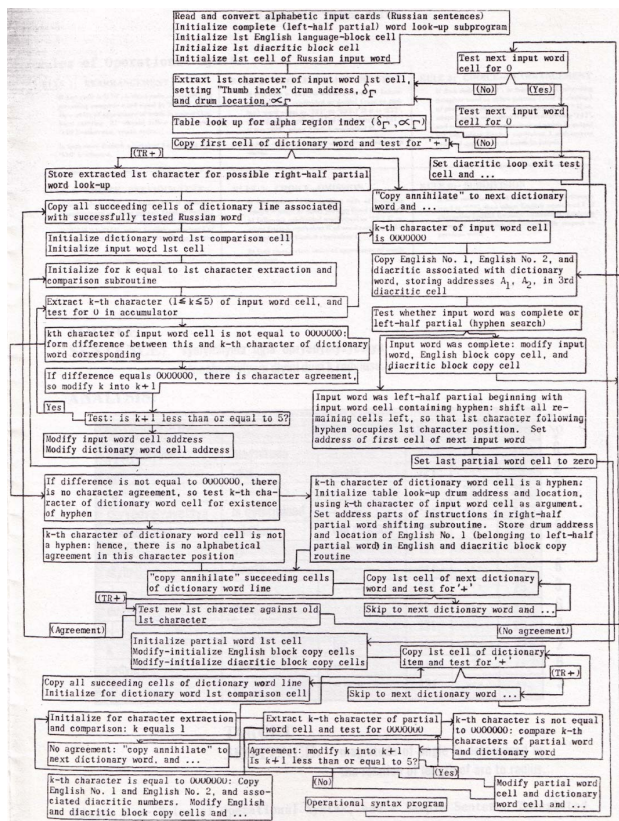 Read and convert alphabetic input cards (Russian sentences)
Initialize complete (left-half partial) word look-up subprogram
Initialize lst English language-block cell
Initialize lst diacritic block cell
Initialize lst cell of Russian input word
Test next input word
cell for 0
(No) (Yes)
Extraxt lst character of input word lst cell,
setting "Thumb index" drum address, δΓ
and drum location, ∝Γ
Test next input word
cell for 0
(No)
Table look up for alpha region index (δΓ ,∝Γ)
Copy first cell of dictionary word and test for '+'
(TR+)
Set diacritic loop exit test
cell and ...
Store extracted lst character for possible right-half partial
word look-up
"Copy annihilate" to next dictionary
word and ...
Copy all succeeding cells of dictionary line associated
with successfully tested Russian word
k-th character of input word cell
is 0000000
Initialize dictionary word lst comparison cell
Initialize input word lst cell
Copy English No. 1, English No. 2, and
diacritic associated with dictionary
word, storing addresses A1, A2, in 3rd
diacritic cell
Initialize for k equal to lst character extraction and
comparison subroutine
Extract k-th character (1≦k≦5) of input word cell, and
test for 0 in accumulator
Test whether input was complete or
left-half partial (hyphen search)
kth character of input word cell is not equal to 0000000:
form difference between this and k-th character of dictionary
word corresponding
Input was complete: modify input
word, English block copy cell, and
diacritic block copy cell
If difference equals 0000000, there is character agreement,
so modify k into k+1
Yes
Test: is k+1 less than or equal to 5?
Input word was left-half partial beginning with
input word cell containing hyphen: shift all re-
maining cells left, so that lst character following
hyphen occupies lst character position. Set
address of first cell of next input word
Modify input word cell address
Modify dictionary word cell address
Set last partial word cell to zero
If difference is not equal to 0000000, there
is no character agreement, so test k-th cha-
racter of dictionary word cell for existence
of hyphen
k-th character of dictionary word cell is a hyphen:
Initialize table look-up drum address and location,
using k-th character of input word cell as argument.
Set address parts of instructions in right-half
partial word shifting subroutine. Store drum address
and location of English No. 1 (belonging to left-half
partial word) in English and diacritic block copy
routine
k-th character of dictionary word cell is not
a hyphen: hence, there is no alphabetical
agreement in this character position
"copy annihilate" succeeding cells
of dictionary word line
Copy lst cell of next dictionary
word and test for'+'
(TR+)
Test new lst character against old
lst character
Skip to next dictionary word and ...
(Agreement)
(No agreement)
Initialize partial word lst cell
Modify-initialize English block copy cells
Modify-initialize diacritic block copy cells
Copy lst cell of dictionary
item and test for'+'
(TR+)
Copy all succeeding cells of dictionary word line
Initialize for dictionary word lst comparison cell
Skip to next dictionary word ...
Initialize for character extraction
and comparison: k equals 1
Extract k-th character of partial
word cell and test for 0000000
k-th character is not equal
to 0000000: compare k-th
characters of partial word
and dictionary word
No agreement: "copy annihilate" to
next dictionary word, and ...
Agreement: modify k into k+1
Is k+1 less than or equal to 5?
(Yes)
(No)
k-th character is equal to 0000000: Copy
English No. 1 and English No. 2, and asso-
ciated diacritic numbers. Modify English
and diacritic block copy cells and ...
Modify partial word
cell and dictionary
word cell and ...
Operational syntax program